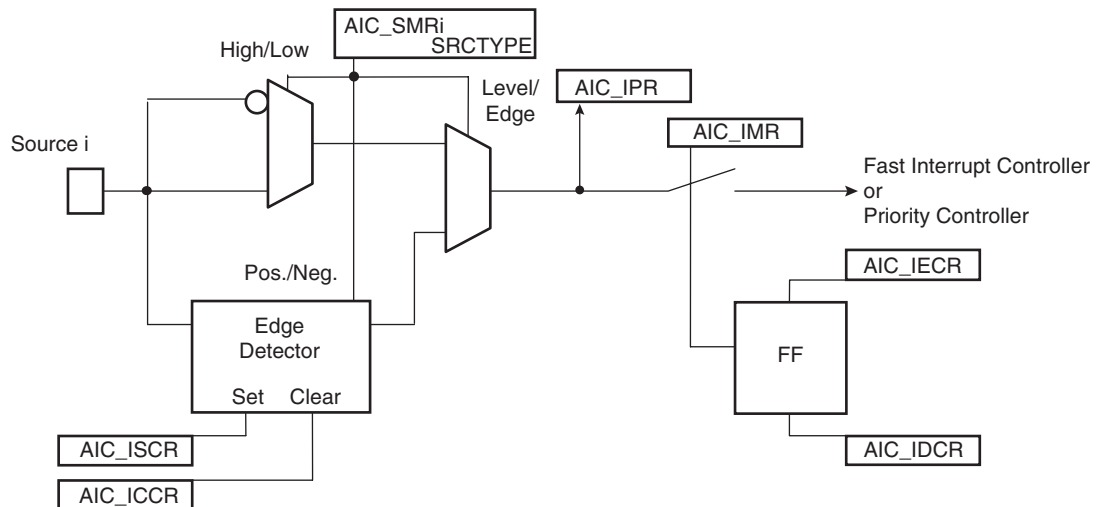 AIC_SMRi
SRCTYPE
High/Low
Level/
Edge
AIC_IPR
AIC_IMR
Source i
Fast Interrupt Controller
or
Priority Controller
Pos./Neg.
AIC_IECR
Edge
Detector
FF
Set Clear
AIC_ISCR
AIC_IDCR
AIC_ICCR